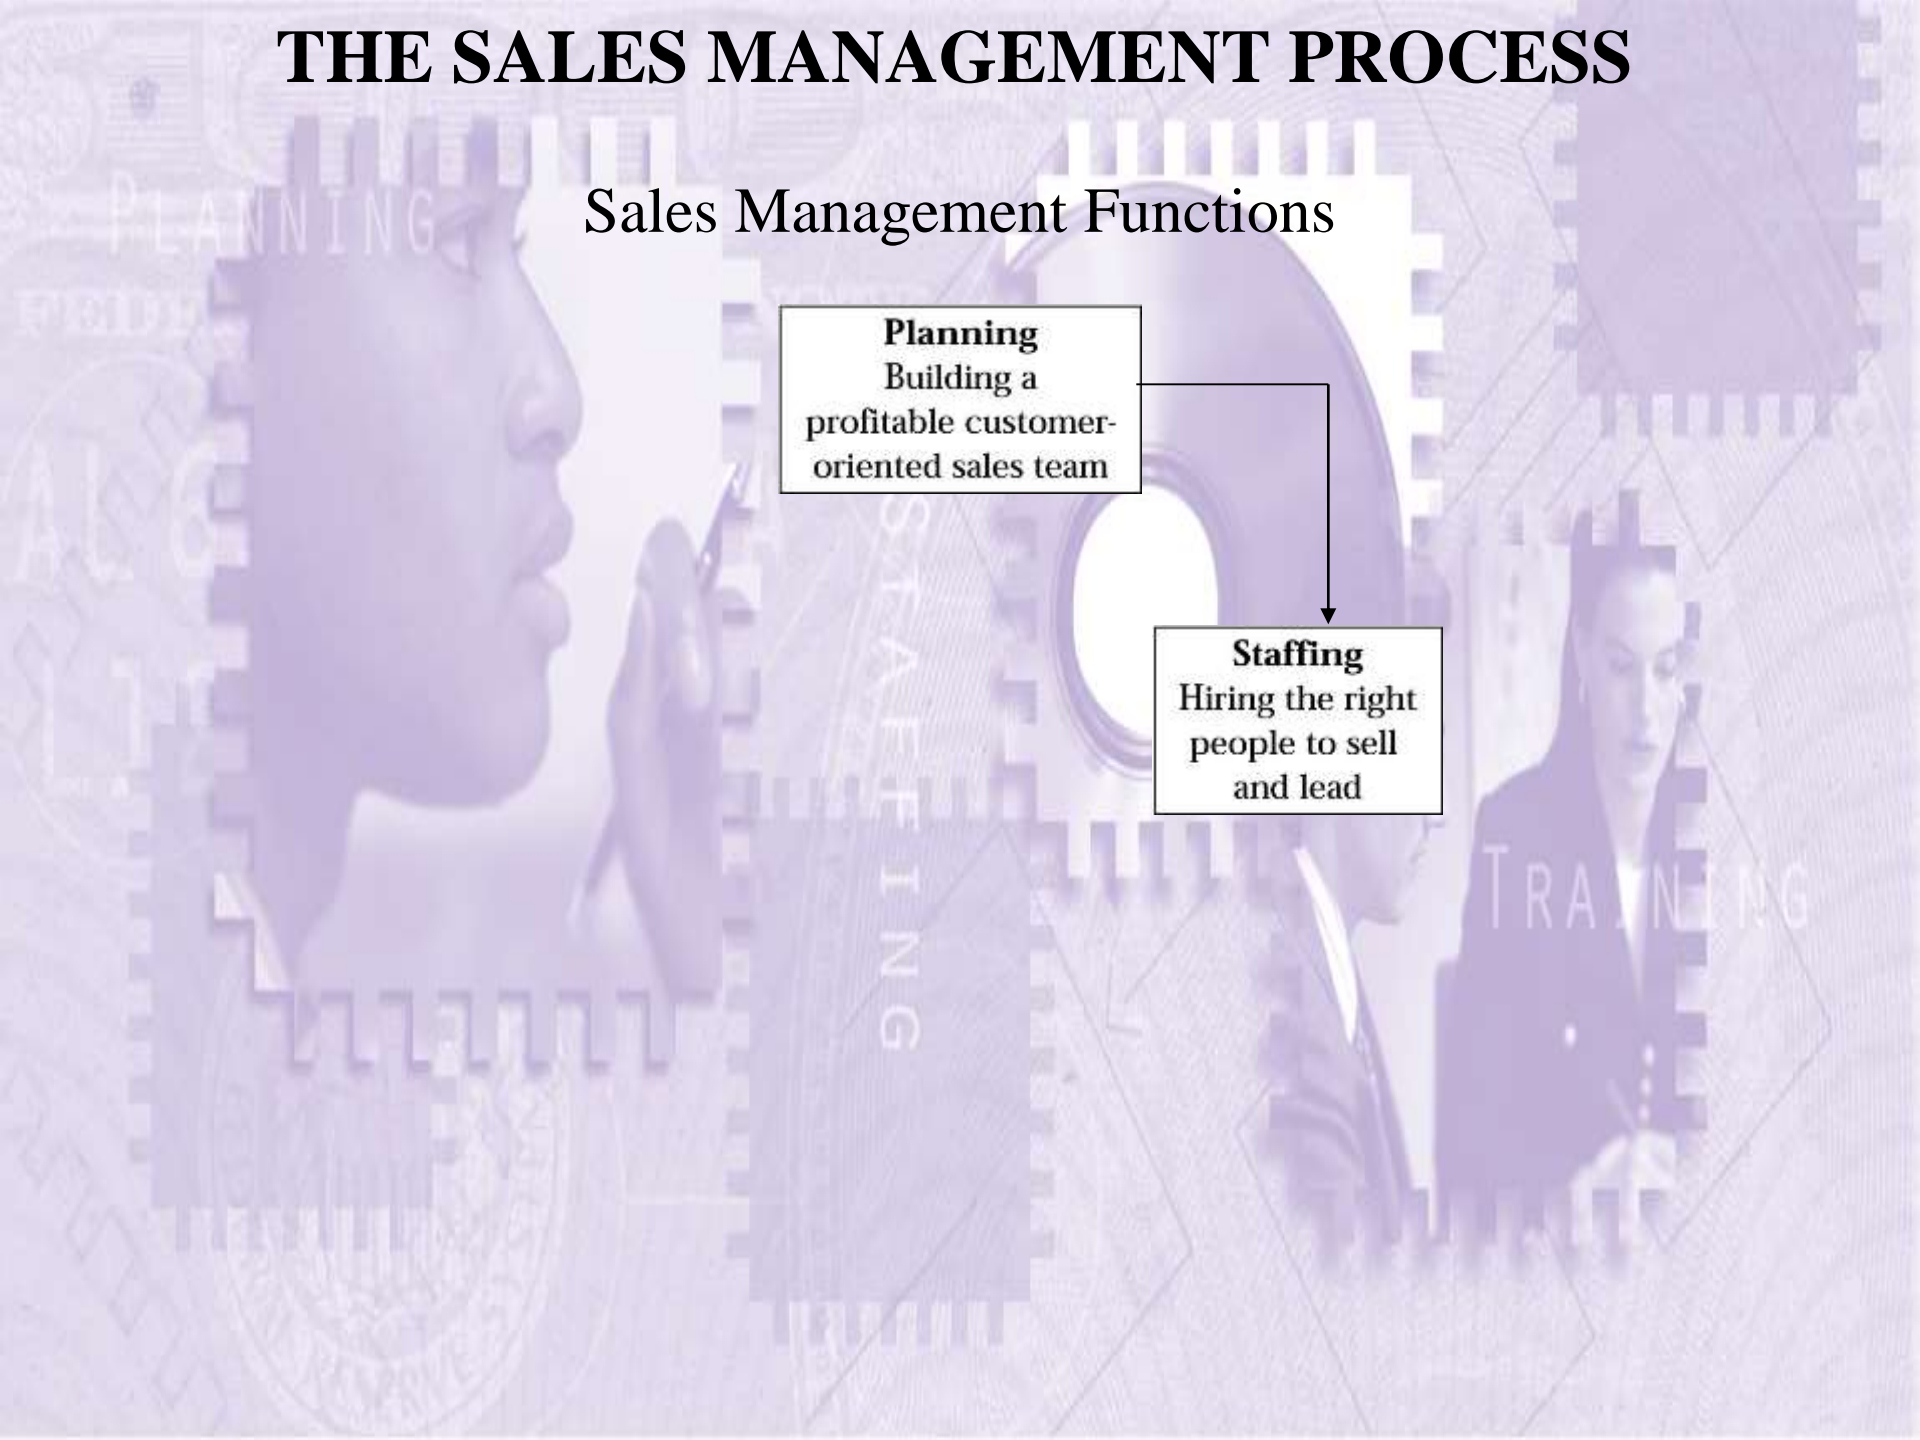 THE SALES MANAGEMENT PROCESS
PLANNING
Sales Management Functions
Planning
Building a
profitable customer-
oriented sales team
STAFFING
Staffing
Hiring the right
people to sell
and lead
TRAINING